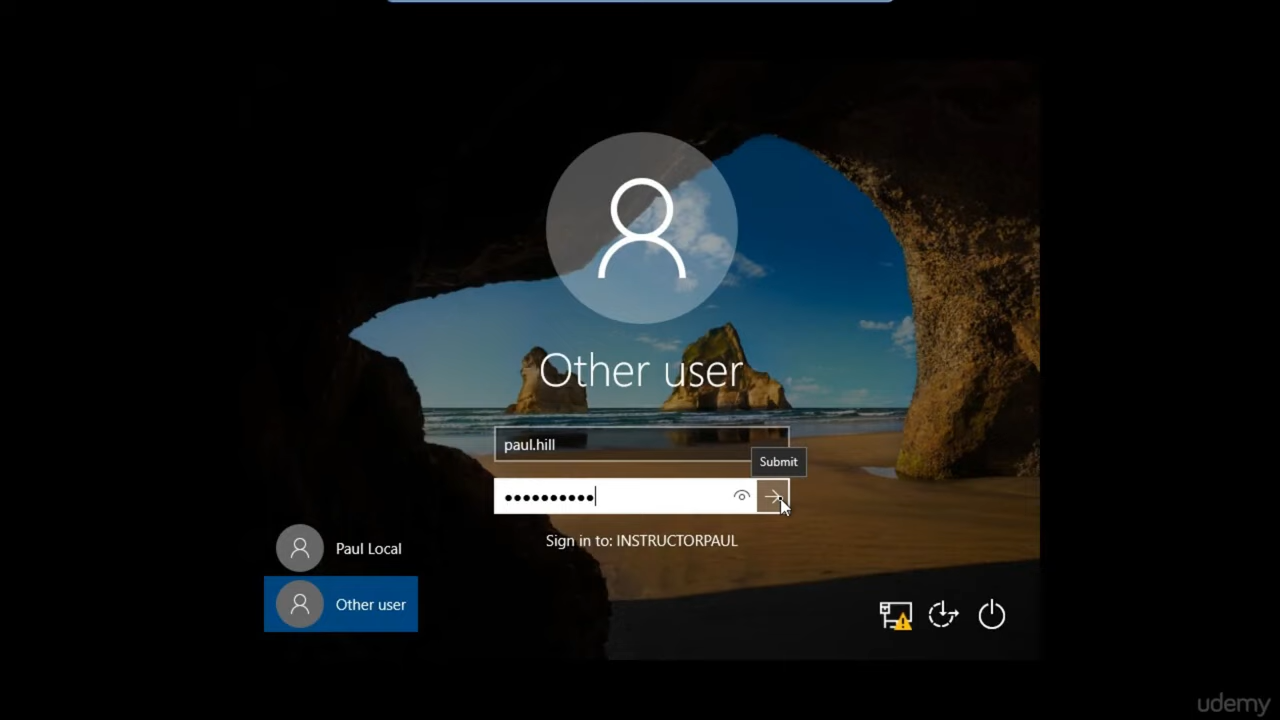 Other user
paul.hill
Submit
●●●●●●●●●●
Sign in to: INSTRUCTORPAUL
Paul Local
Other user
udemy